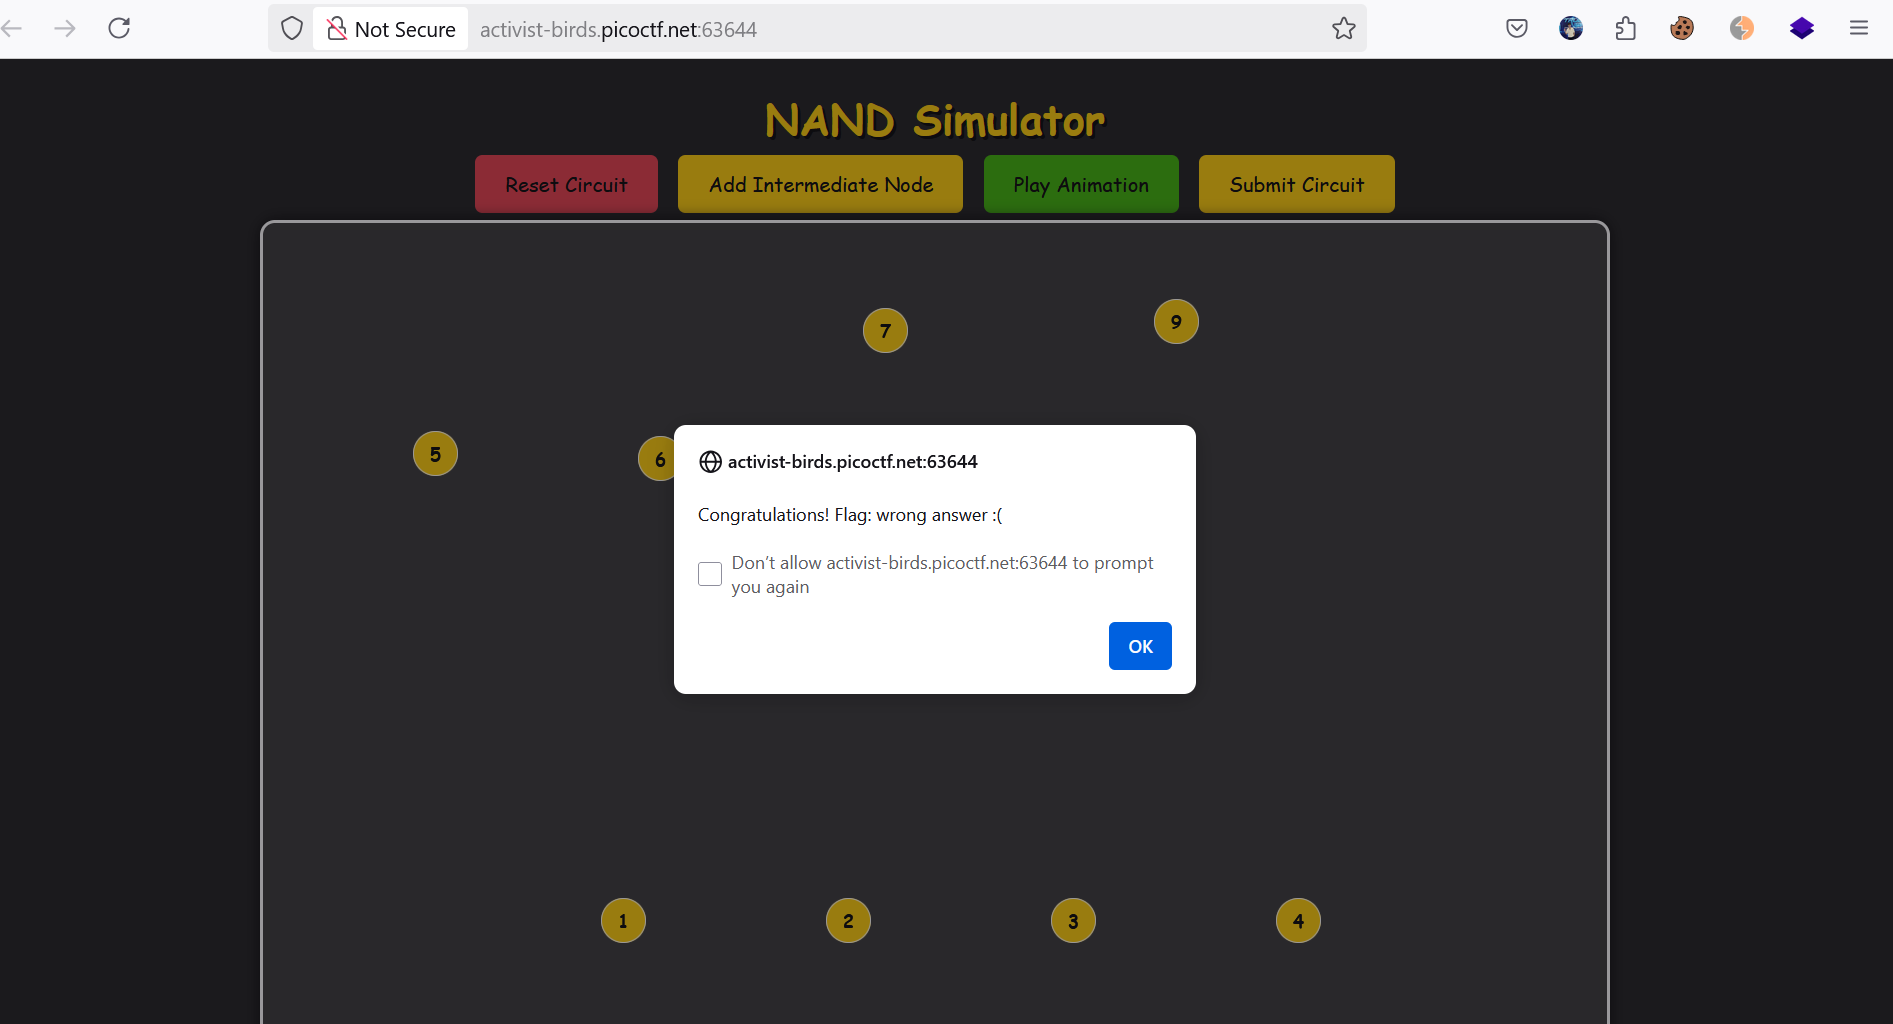 Not Secure
activist-birds.picoctf.net:63644
NAND Simulator
Reset Circuit
Add Intermediate Node
Play Animation
Submit Circuit
7
9
5
6
activist-birds.picoctf.net:63644
Congratulations! Flag: wrong answer :(
Don’t allow activist-birds.picoctf.net:63644 to prompt
you again
OK
1
2
3
4